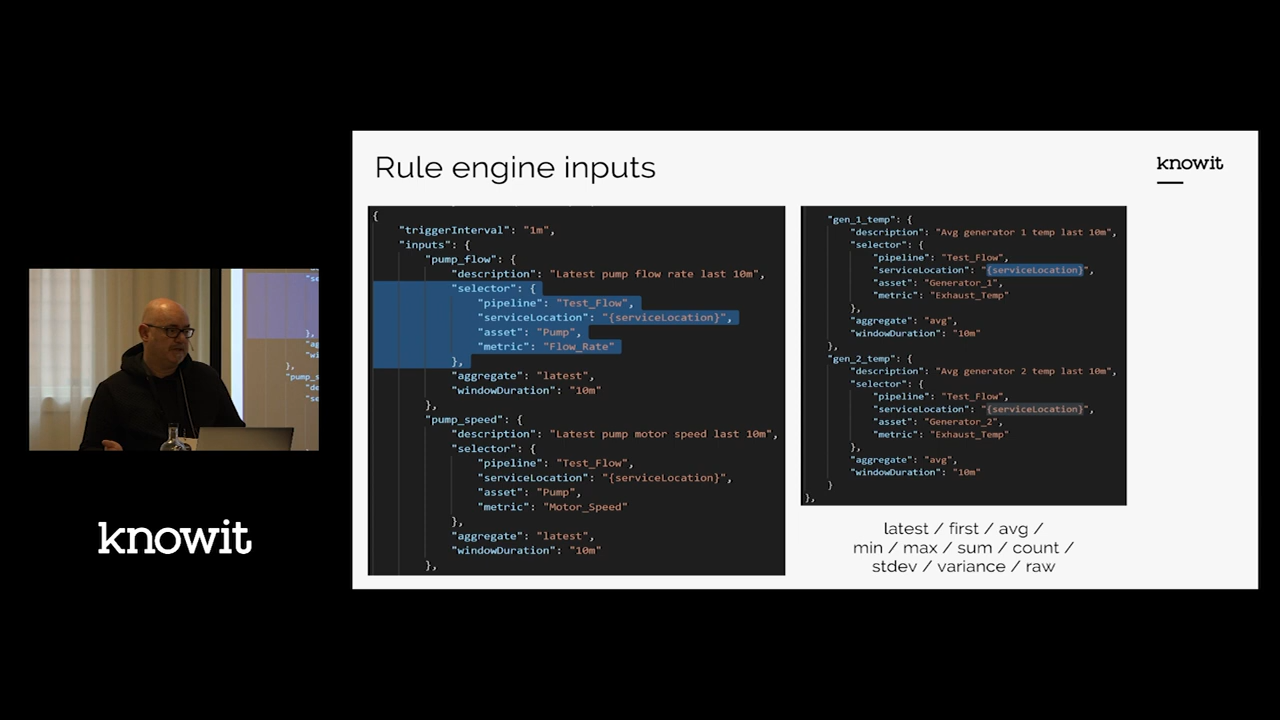 Rule engine inputs
knowit
{
"triggerInterval": "1m",
"inputs": {
"pump_flow": {
"description": "Latest pump flow rate last 10m",
"selector": {
"pipeline": "Test_Flow",
"serviceLocation": "{serviceLocation}",
"asset": "Pump",
"metric": "Flow_Rate"
},
"aggregate": "latest",
"windowDuration": "10m"
},
"pump_speed": {
"description": "Latest pump motor speed last 10m",
"selector": {
"pipeline": "Test_Flow",
"serviceLocation": "{serviceLocation}",
"asset": "Pump",
"metric": "Motor_Speed"
},
"aggregate": "latest",
"windowDuration": "10m"
},
"gen_1_temp": {
"description": "Avg generator 1 temp last 10m",
"selector": {
"pipeline": "Test_Flow",
"serviceLocation": "{serviceLocation}",
"asset": "Generator_1",
"metric": "Exhaust_Temp"
},
"aggregate": "avg",
"windowDuration": "10m"
},
"gen_2_temp": {
"description": "Avg generator 2 temp last 10m",
"selector": {
"pipeline": "Test_Flow",
"serviceLocation": "{serviceLocation}",
"asset": "Generator_2",
"metric": "Exhaust_Temp"
},
"aggregate": "avg",
"windowDuration": "10m"
}
},
latest / first / avg /
min / max / sum / count /
stdev / variance / raw
knowit